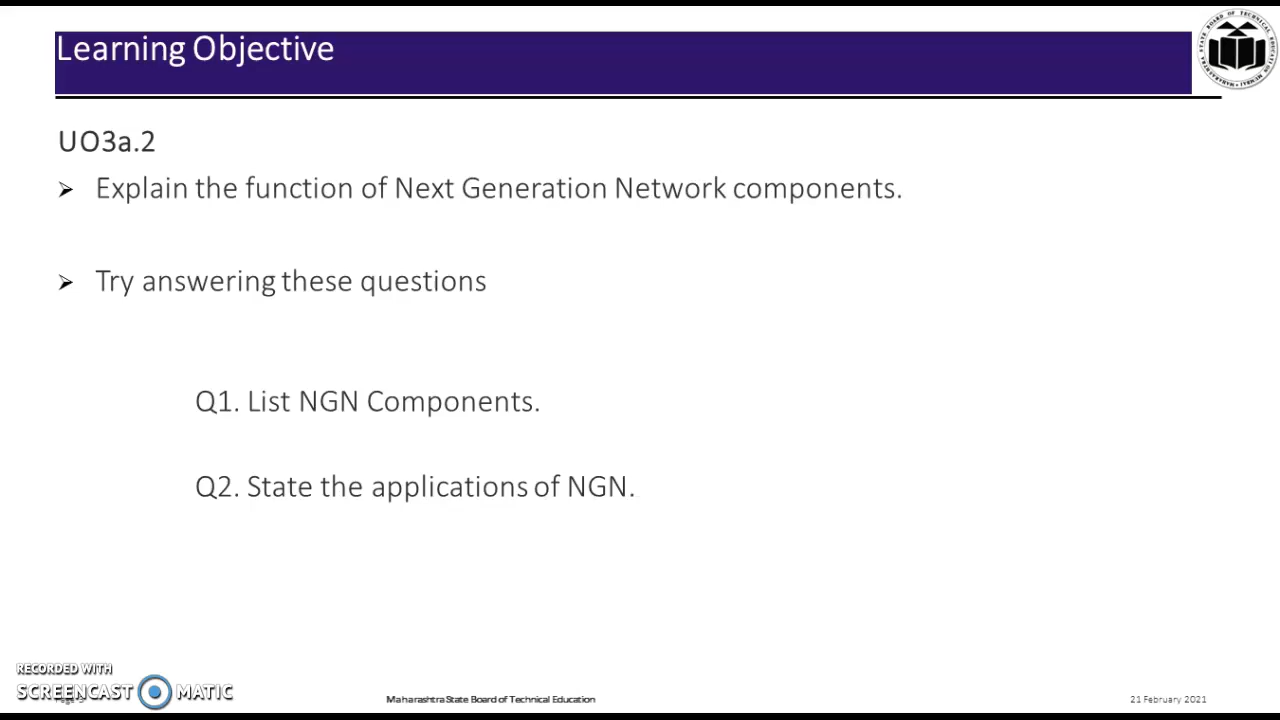 Learning Objective
UO3a.2
➢ Explain the function of Next Generation Network components.
➢ Try answering these questions
Q1. List NGN Components.
Q2. State the applications of NGN.
RECORDED WITH
SCREENCAST MATIC
Maharashtra State Board of Technical Education
21 February 2021